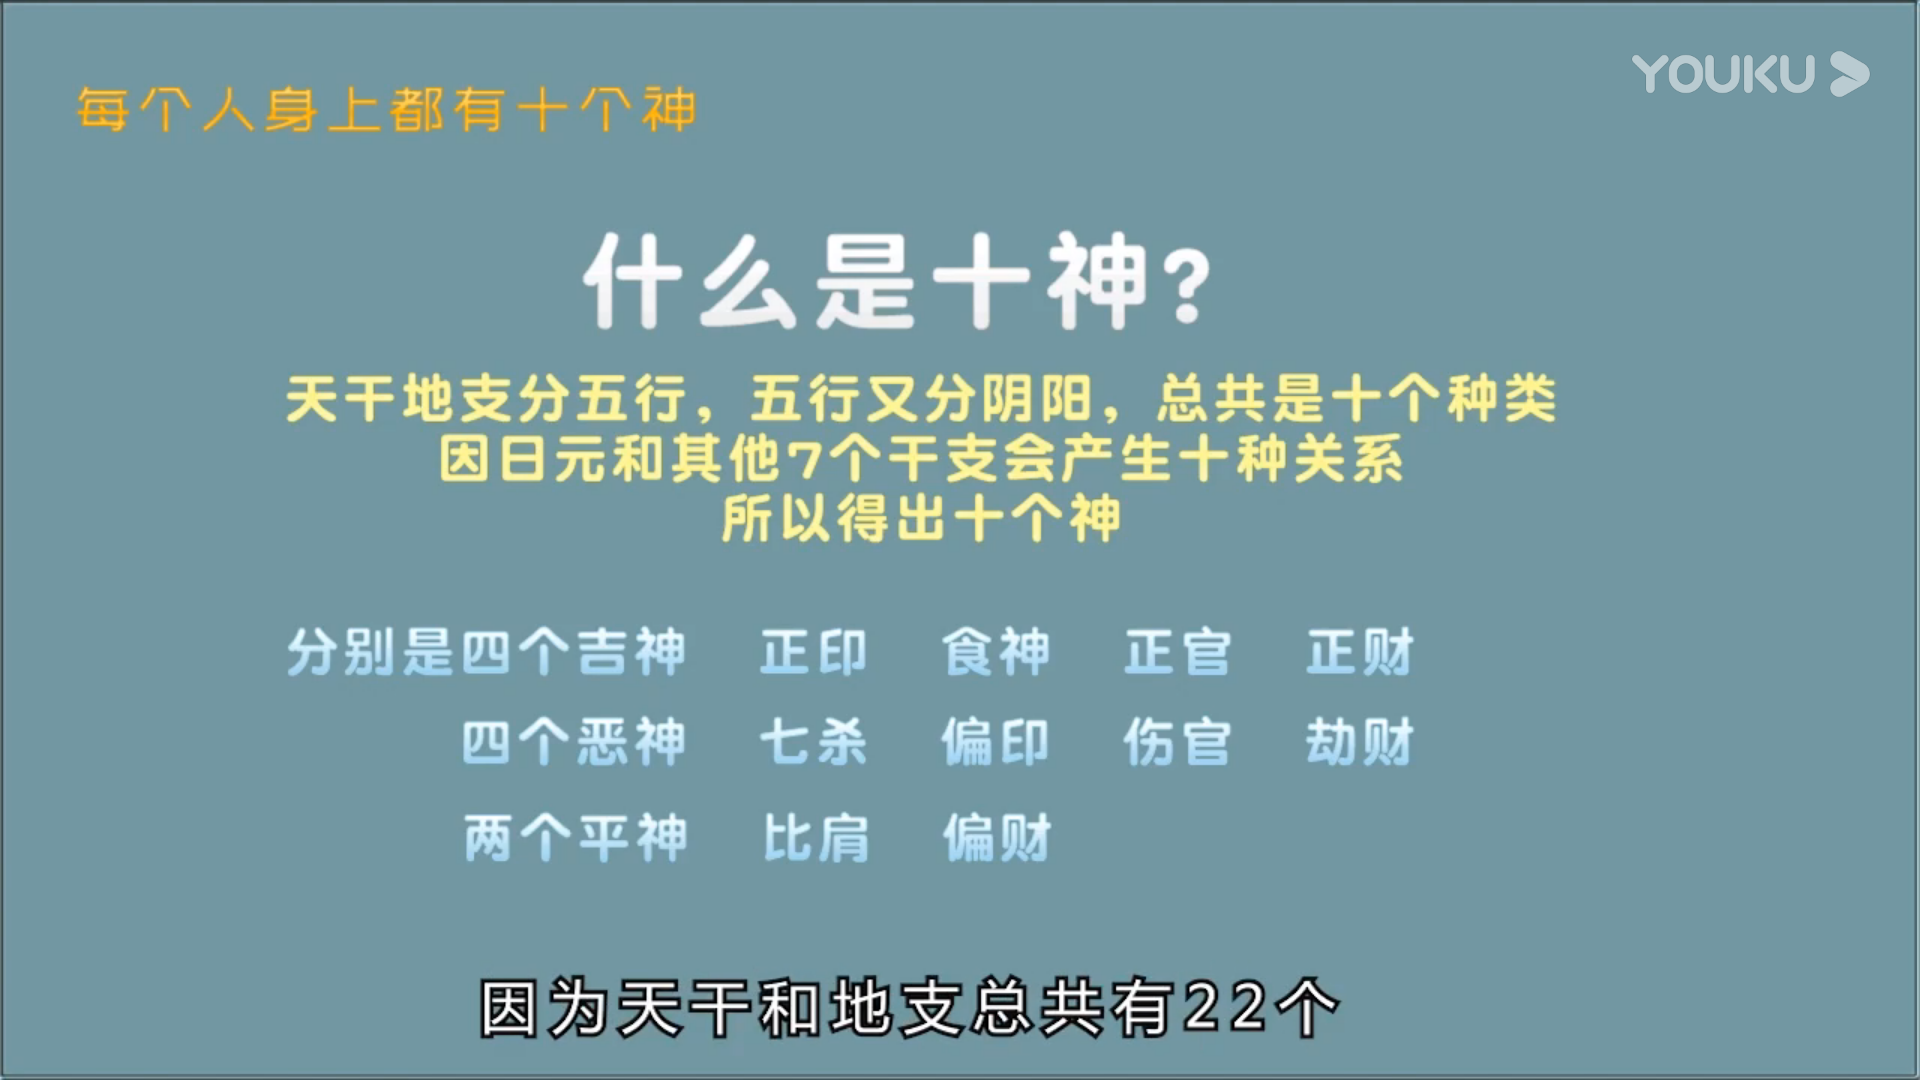 YOUKU
每个人身上都有十个神
什么是十神?
天干地支分五行，五行又分阴阳，总共是十个种类
因日元和其他7个干支会产生十种关系
所以得出十个神
分别是四个吉神 正印 食神 正官 正财
四个恶神 七杀 偏印 伤官 劫财
两个平神 比肩 偏财
因为天干和地支总共有22个